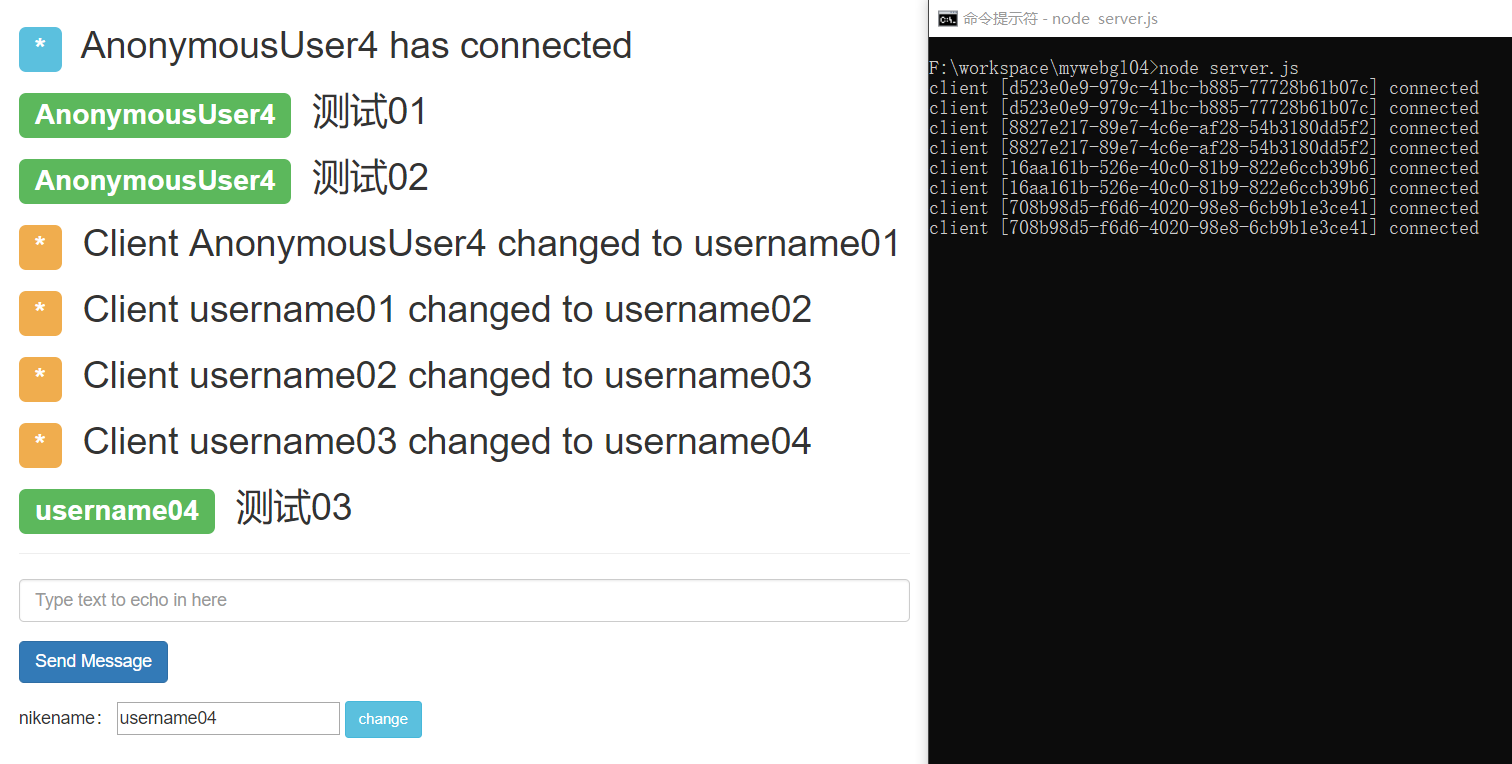 * AnonymousUser4 has connected
AnonymousUser4 测试01
AnonymousUser4 测试02
* Client AnonymousUser4 changed to username01
* Client username01 changed to username02
* Client username02 changed to username03
* Client username03 changed to username04
username04 测试03
Type text to echo in here
Send Message
nikename： username04 change
命令提示符 - node server.js
F:\workspace\mywebgl04>node server.js
client [d523e0e9-979c-41bc-b885-77728b61b07c] connected
client [d523e0e9-979c-41bc-b885-77728b61b07c] connected
client [8827e217-89e7-4c6e-af28-54b3180dd5f2] connected
client [8827e217-89e7-4c6e-af28-54b3180dd5f2] connected
client [16aa161b-526e-40c0-81b9-822e6ccb39b6] connected
client [16aa161b-526e-40c0-81b9-822e6ccb39b6] connected
client [708b98d5-f6d6-4020-98e8-6cb9b1e3ce41] connected
client [708b98d5-f6d6-4020-98e8-6cb9b1e3ce41] connected